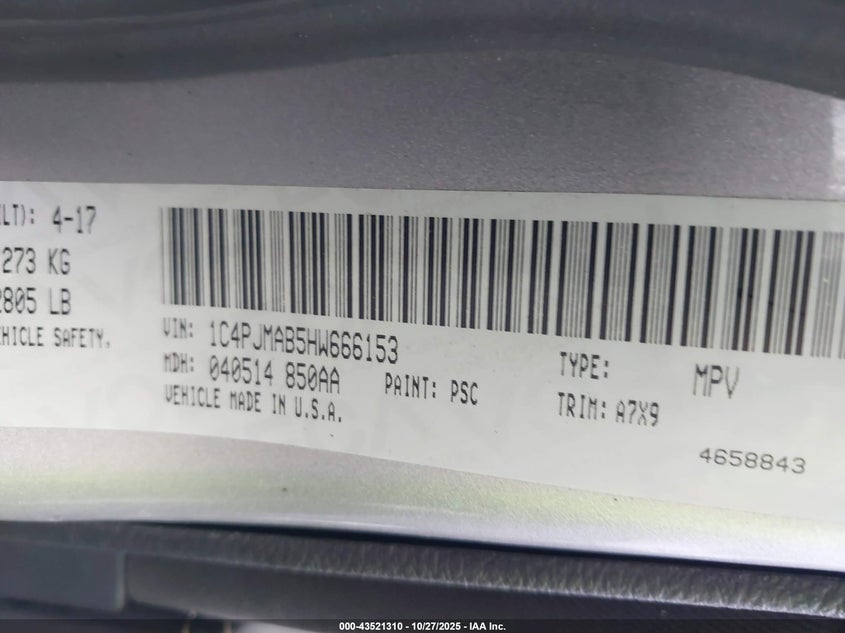 LT): 4-17
273 KG
2805 LB
EHICLE SAFETY.
VIN: 1C4PJMAB5HW666153
MDH: 040514 850AA
PAINT: PSC
VEHICLE MADE IN U.S.A.
TYPE: MPV
TRIM: A7X9
4658843
000-43521310 - 10/27/2025 - IAA Inc.